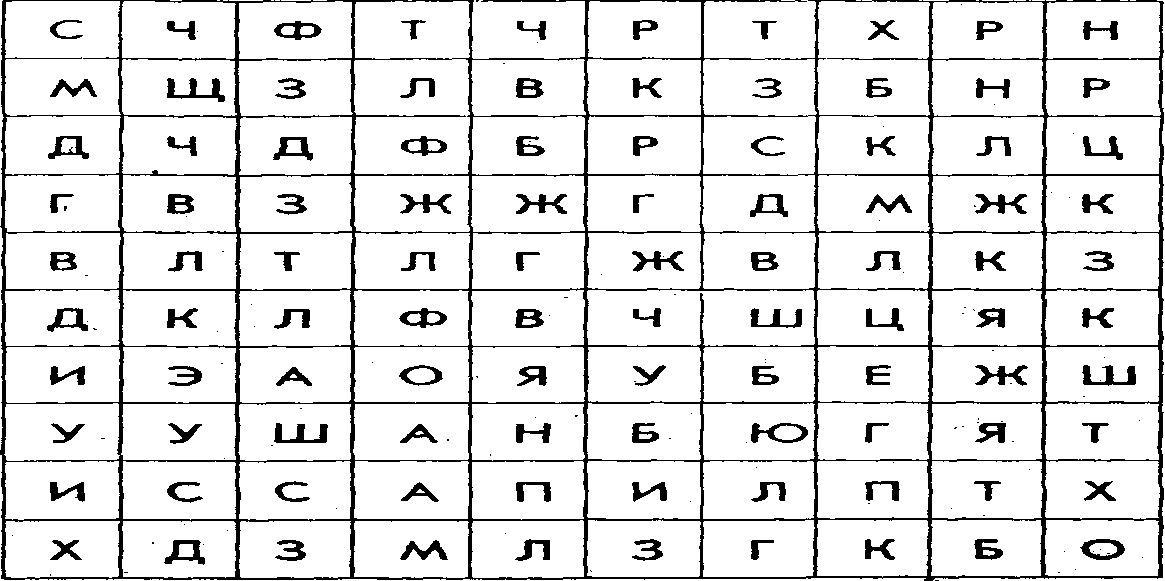 С Ч Ф Т Ч Р Т Х Р Н
М Щ З Л В К З Б Н Р
Д Ч Д Ф Б Р С К Л Ц
Г В З Ж Ж Г Д М Ж К
В Л Т Л Г Ж В Л К З
Д К Л Ф В Ч Ш Ц Я К
И Э А О Я У Б Е Ж Ш
У У Ш А Н Б Ю Г Я Т
И С С А П И Л П Т Х
Х Д З М Л З Г К Б О